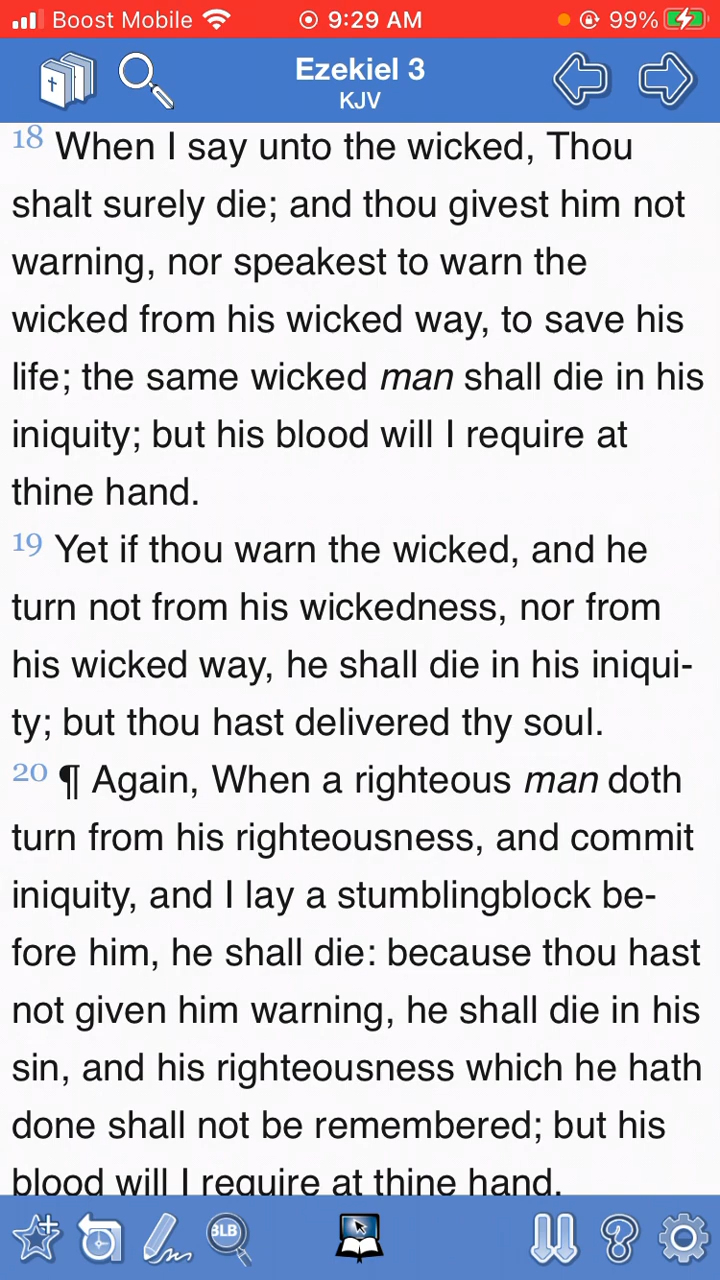 Boost Mobile 9:29 AM 99%
Ezekiel 3
KJV
18 When I say unto the wicked, Thou
shalt surely die; and thou givest him not
warning, nor speakest to warn the
wicked from his wicked way, to save his
life; the same wicked man shall die in his
iniquity; but his blood will I require at
thine hand.
19 Yet if thou warn the wicked, and he
turn not from his wickedness, nor from
his wicked way, he shall die in his iniqui-
ty; but thou hast delivered thy soul.
20 ¶ Again, When a righteous man doth
turn from his righteousness, and commit
iniquity, and I lay a stumblingblock be-
fore him, he shall die: because thou hast
not given him warning, he shall die in his
sin, and his righteousness which he hath
done shall not be remembered; but his
blood will I require at thine hand.
BLB